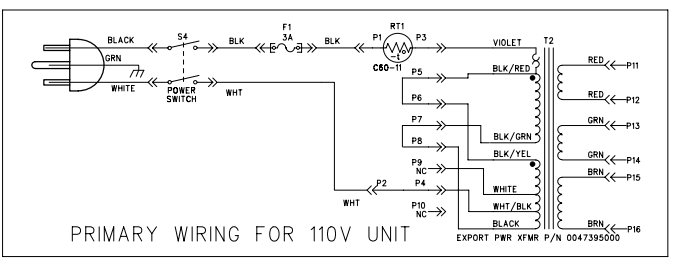 BLACK
S4
BLK
F1
3A
BLK
P1
RT1
P3
-t
C60-11
VIOLET
T2
GRN
WHITE
POWER
SWITCH
WHT
P5
BLK/RED
RED
P11
P6
RED
P12
P7
GRN
P13
P8
BLK/GRN
BLK/YEL
GRN
P14
P9
NC
BRN
P15
P2
P4
WHITE
WHT
P10
NC
WHT/BLK
BLACK
BRN
P16
PRIMARY WIRING FOR 110V UNIT
EXPORT PWR XFMR P/N 0047395000